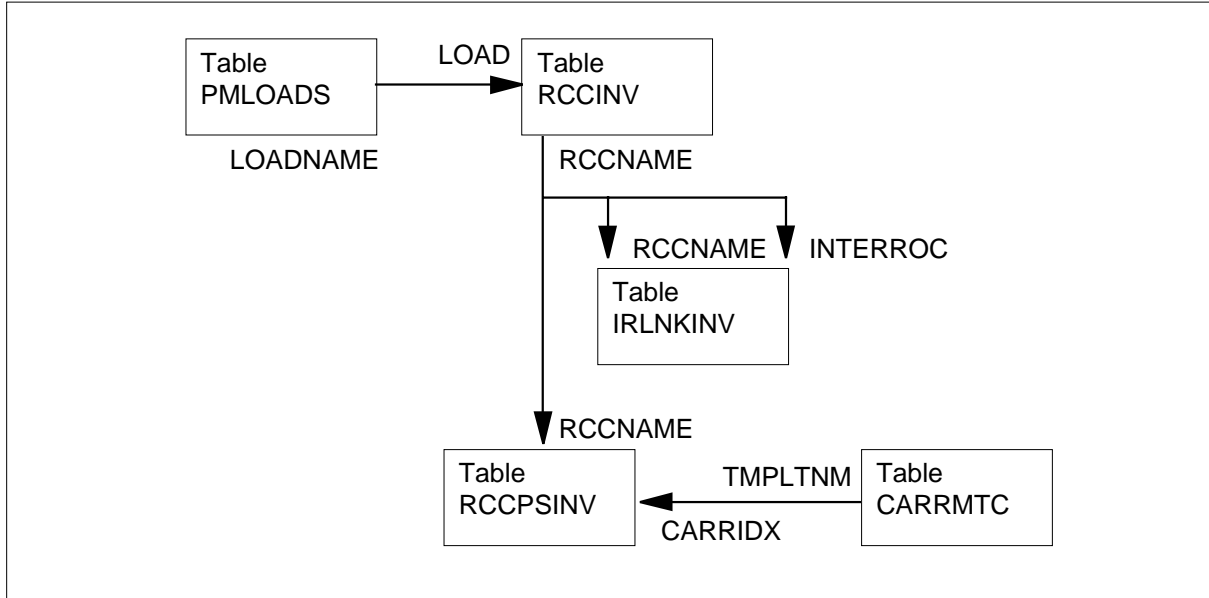 Table
PMLOADS
LOADNAME
LOAD
Table
RCCINV
RCCNAME
RCCNAME
INTERROC
Table
IRLNKINV
RCCNAME
Table
RCCPSINV
TMPLTNM
CARRIDX
Table
CARRMTC